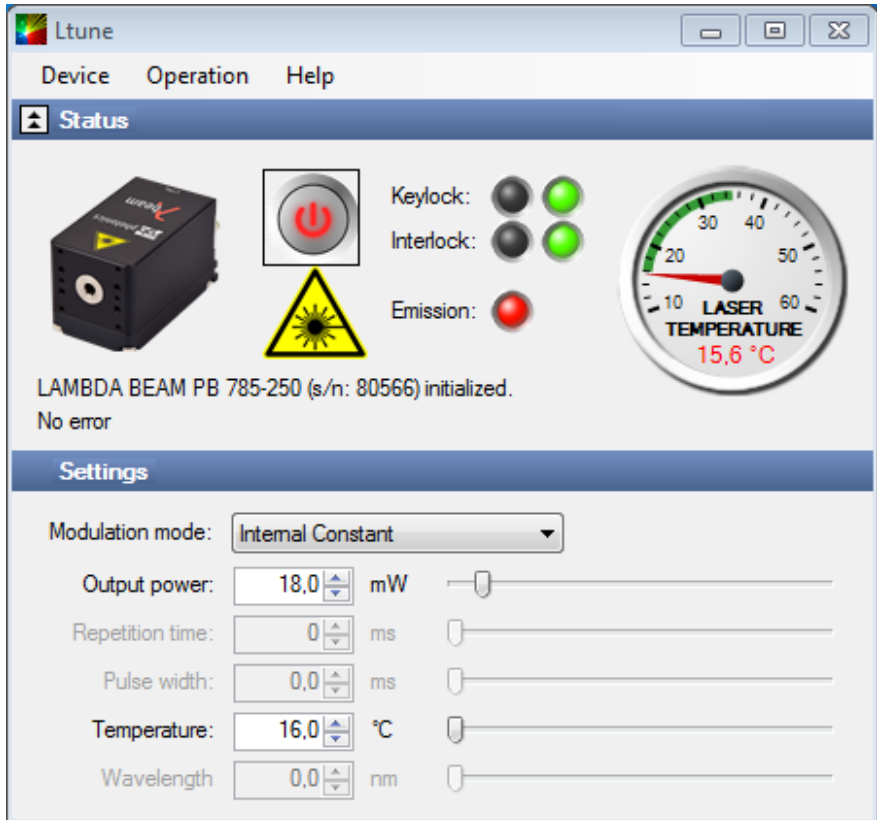 Ltune
Device Operation Help
Status
Keylock:
Interlock:
Emission:
10 20 30 40 50 60
LASER
TEMPERATURE
15,6 °C
LAMBDA BEAM PB 785-250 (s/n: 80566) initialized.
No error
Settings
Modulation mode: Internal Constant
Output power: 18,0 mW
Repetition time: 0 ms
Pulse width: 0,0 ms
Temperature: 16,0 °C
Wavelength 0,0 nm